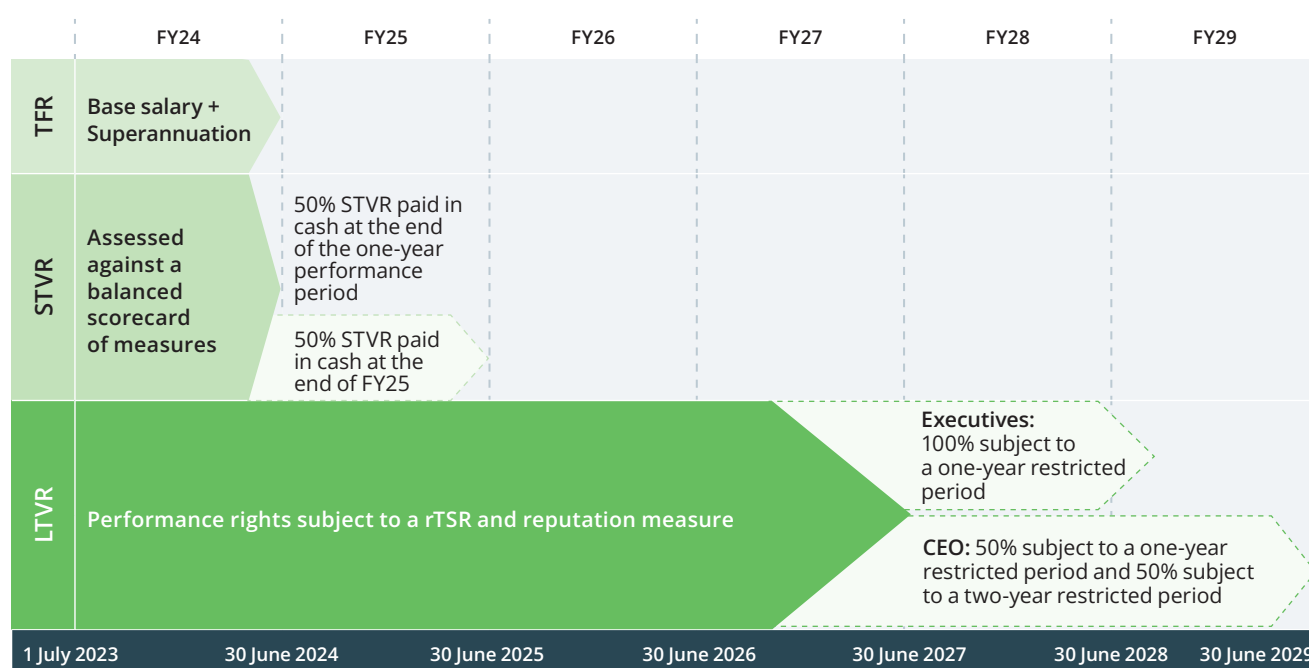 FY24 FY25 FY26 FY27 FY28 FY29
TFR
Base salary +
Superannuation
STVR
Assessed
against a
balanced
scorecard
of measures
50% STVR paid in
cash at the end
of the one-year
performance
period
50% STVR paid
in cash at the
end of FY25
LTVR
Performance rights subject to a rTSR and reputation measure
Executives:
100% subject to
a one-year restricted
period
CEO: 50% subject to a one-year
restricted period and 50% subject
to a two-year restricted period
1 July 2023 30 June 2024 30 June 2025 30 June 2026 30 June 2027 30 June 2028 30 June 2029